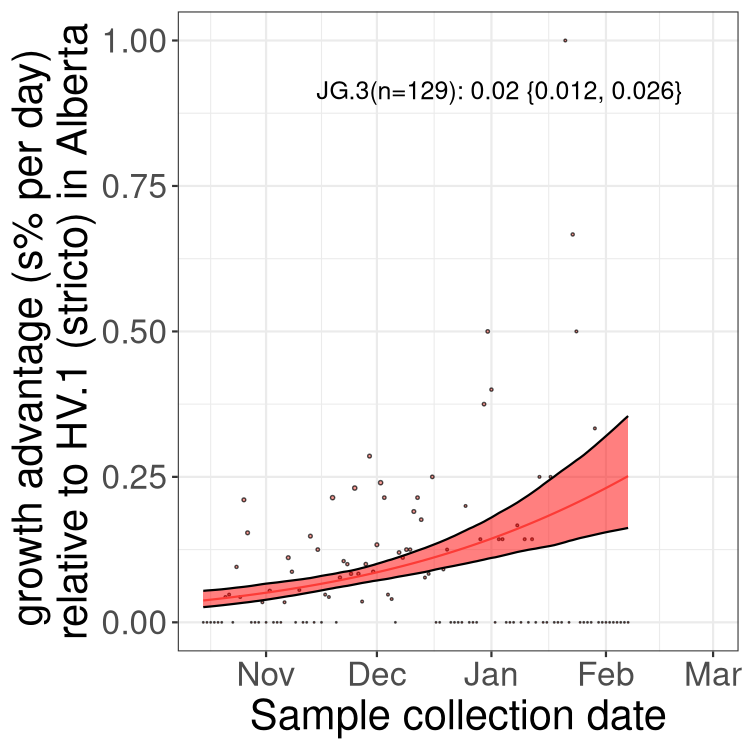 growth advantage (s% per day)
relative to HV.1 (stricto) in Alberta
1.00
0.75
0.50
0.25
0.00
JG.3(n=129): 0.02 {0.012, 0.026}
Nov Dec Jan Feb Mar
Sample collection date